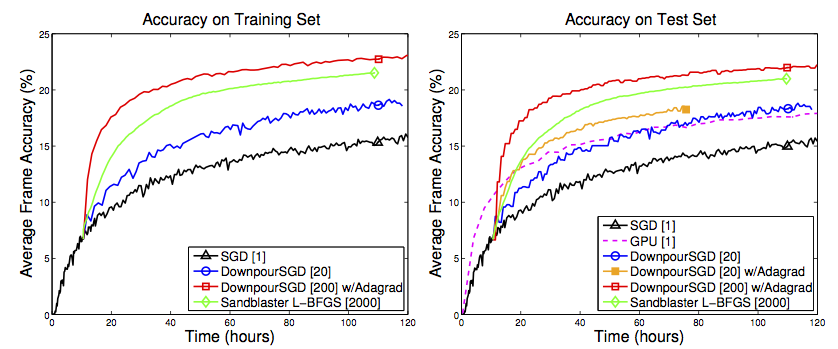 Accuracy on Training Set
Average Frame Accuracy (%)
25
20
15
10
5
0
0 20 40 60 80 100 120
Time (hours)
SGD [1]
DownpourSGD [20]
DownpourSGD [200] w/Adagrad
Sandblaster L−BFGS [2000]
Accuracy on Test Set
Average Frame Accuracy (%)
25
20
15
10
5
0
0 20 40 60 80 100 120
Time (hours)
SGD [1]
GPU [1]
DownpourSGD [20]
DownpourSGD [20] w/Adagrad
DownpourSGD [200] w/Adagrad
Sandblaster L−BFGS [2000]